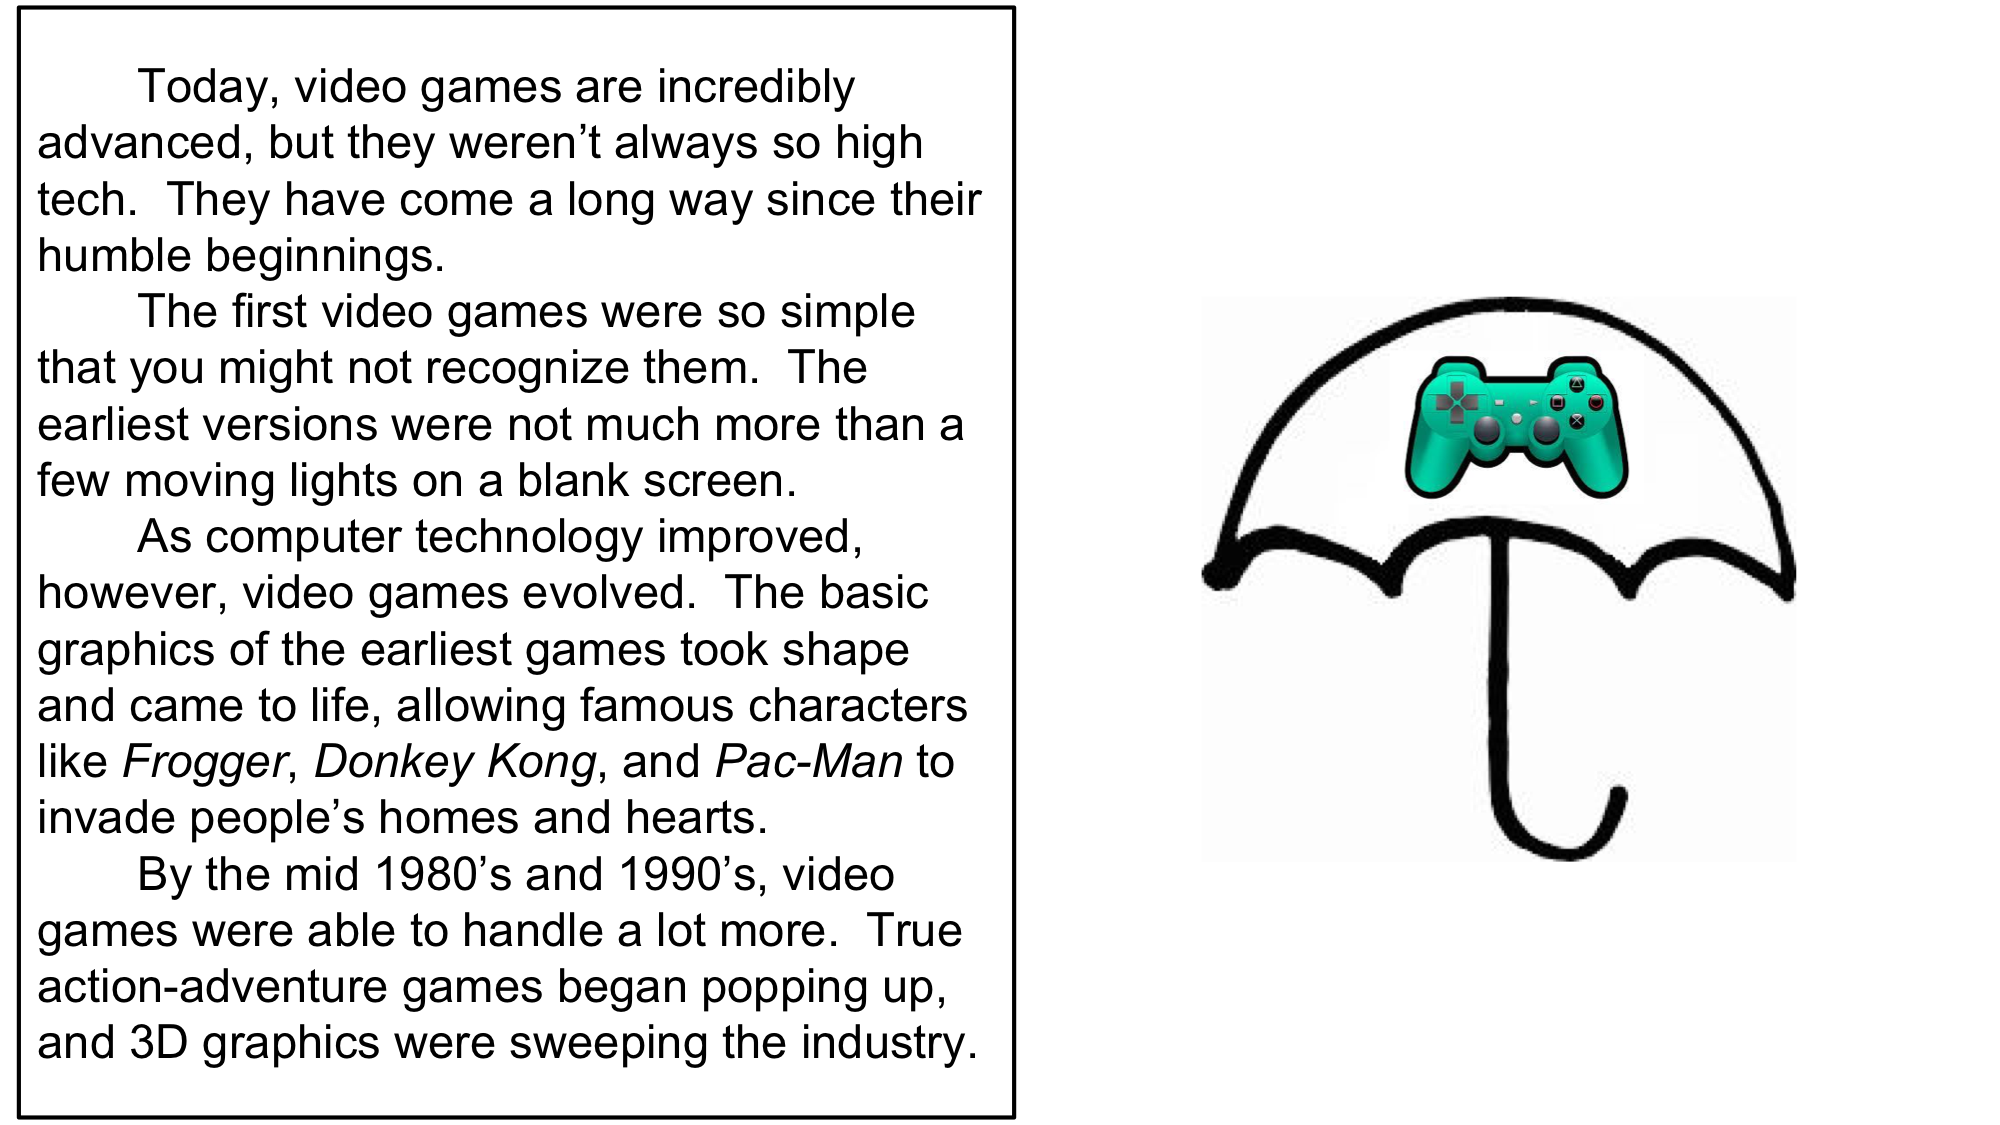 Today, video games are incredibly
advanced, but they weren’t always so high
tech.  They have come a long way since their
humble beginnings.
The first video games were so simple
that you might not recognize them.  The
earliest versions were not much more than a
few moving lights on a blank screen.
As computer technology improved,
however, video games evolved.  The basic
graphics of the earliest games took shape
and came to life, allowing famous characters
like Frogger, Donkey Kong, and Pac-Man to
invade people’s homes and hearts.
By the mid 1980’s and 1990’s, video
games were able to handle a lot more.  True
action-adventure games began popping up,
and 3D graphics were sweeping the industry.